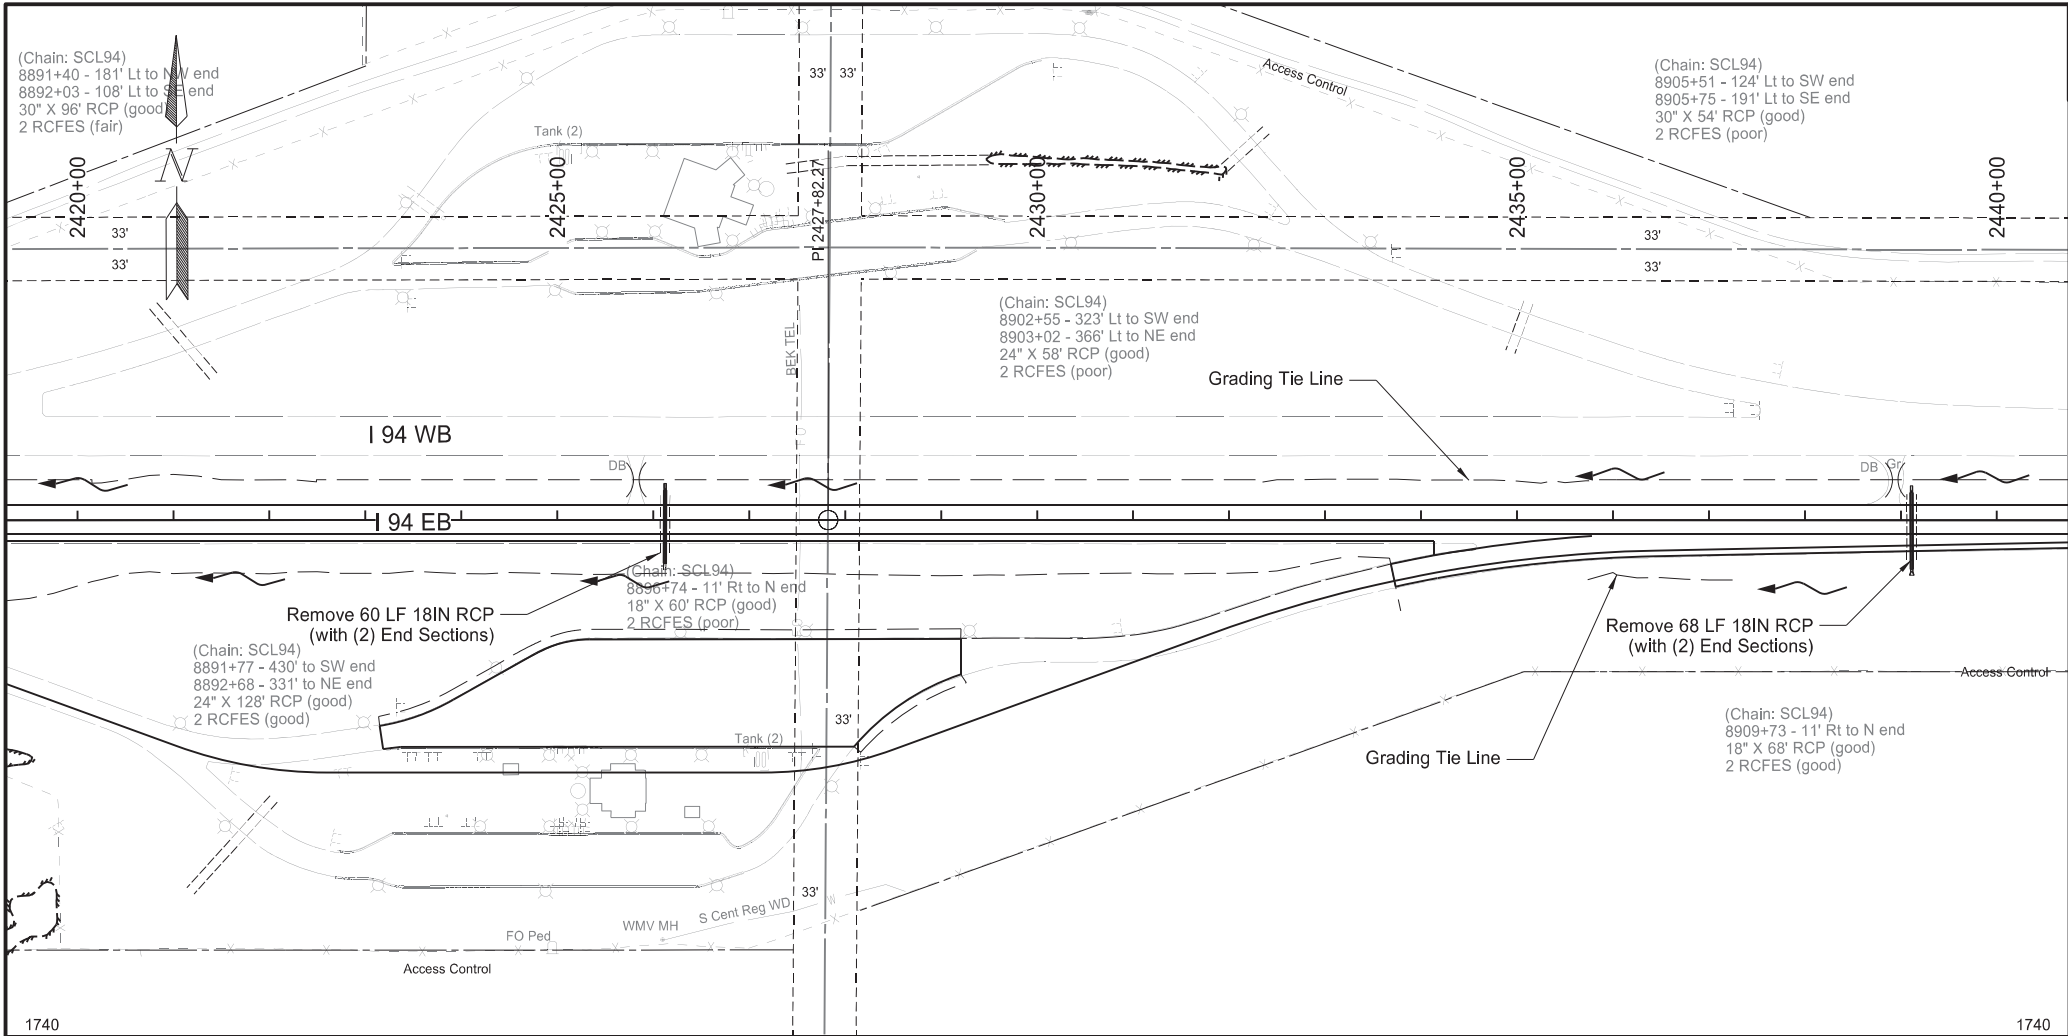 (Chain: SCL94)
8891+40 - 181' Lt to NW end
8892+03 - 108' Lt to SE end
30" X 96' RCP (good)
2 RCFES (fair)
N
33'
33'
Access Control
(Chain: SCL94)
8905+51 - 124' Lt to SW end
8905+75 - 191' Lt to SE end
30" X 54' RCP (good)
2 RCFES (poor)
Tank (2)
2420+00
2425+00
PI 2427+82.27
2430+00
2435+00
2440+00
33'
33'
33'
33'
(Chain: SCL94)
8902+55 - 323' Lt to SW end
8903+02 - 366' Lt to NE end
24" X 58' RCP (good)
2 RCFES (poor)
BEK TEL
FO
Grading Tie Line
I 94 WB
DB
DB
Gr
I 94 EB
(Chain: SCL94)
8896+74 - 11' Rt to N end
18" X 60' RCP (good)
2 RCFES (poor)
Remove 60 LF 18IN RCP
(with (2) End Sections)
Remove 68 LF 18IN RCP
(with (2) End Sections)
(Chain: SCL94)
8891+77 - 430' to SW end
8892+68 - 331' to NE end
24" X 128' RCP (good)
2 RCFES (good)
Access Control
33'
Tank (2)
(Chain: SCL94)
8909+73 - 11' Rt to N end
18" X 68' RCP (good)
2 RCFES (good)
Grading Tie Line
33'
S Cent Reg WD
W
WMV MH
FO Ped
Access Control
1740
1740